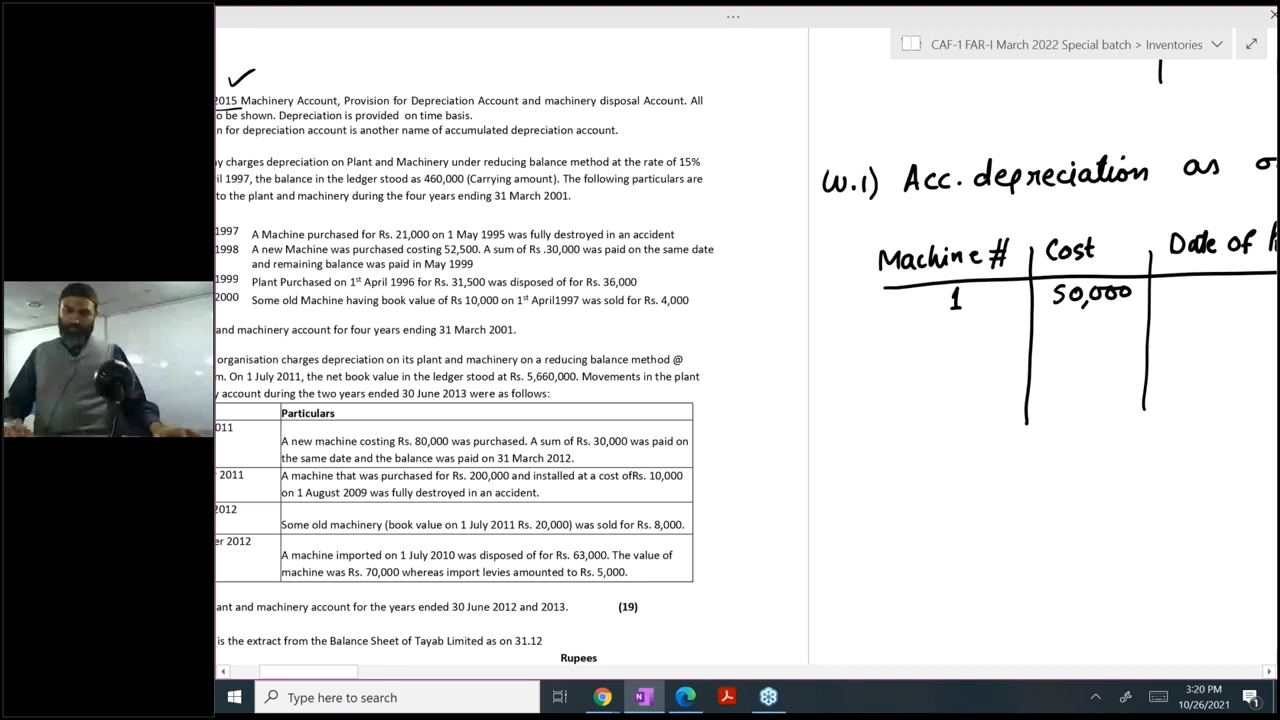 CAF-1 FAR-I March 2022 Special batch > Inventories
2015 Machinery Account, Provision for Depreciation Account and machinery disposal Account. All
o be shown. Depreciation is provided on time basis.
n for depreciation account is another name of accumulated depreciation account.
y charges depreciation on Plant and Machinery under reducing balance method at the rate of 15%
il 1997, the balance in the ledger stood as 460,000 (Carrying amount). The following particulars are
to the plant and machinery during the four years ending 31 March 2001.
1997 A Machine purchased for Rs. 21,000 on 1 May 1995 was fully destroyed in an accident
1998 A new Machine was purchased costing 52,500. A sum of Rs .30,000 was paid on the same date
and remaining balance was paid in May 1999
1999 Plant Purchased on 1st April 1996 for Rs 31,500 was disposed of for Rs. 36,000
2000 Some old Machine having book value of Rs 10,000 on 1st April1997 was sold for Rs. 4,000
and machinery account for four years ending 31 March 2001.
organisation charges depreciation on its plant and machinery on a reducing balance method @
m. On 1 July 2011, the net book value in the ledger stood at Rs. 5,660,000. Movements in the plant
y account during the two years ended 30 June 2013 were as follows:
Particulars
011
A new machine costing Rs. 80,000 was purchased. A sum of Rs. 30,000 was paid on
the same date and the balance was paid on 31 March 2012.
2011 A machine that was purchased for Rs. 200,000 and installed at a cost ofRs. 10,000
on 1 August 2009 was fully destroyed in an accident.
2012
Some old machinery (book value on 1 July 2011 Rs. 20,000) was sold for Rs. 8,000.
er 2012
A machine imported on 1 July 2010 was disposed of for Rs. 63,000. The value of
machine was Rs. 70,000 whereas import levies amounted to Rs. 5,000.
ant and machinery account for the years ended 30 June 2012 and 2013. (19)
is the extract from the Balance Sheet of Tayab Limited as on 31.12
Rupees
W.1) Acc. depreciation as o
Machine # Cost Date of
1 50,000
Type here to search
3:20 PM
10/26/2021
1